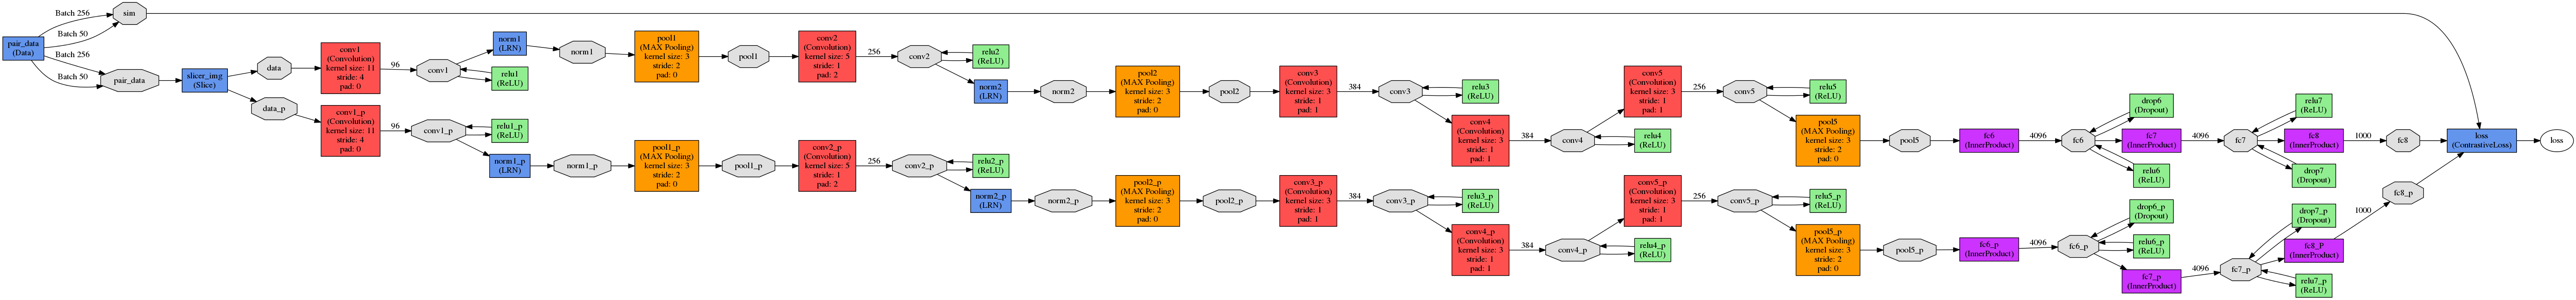 Batch 256
sim
Batch 50
pair_data
(Data)
Batch 256
Batch 50
pair_data
slicer_img
(Slice)
data
conv1
(Convolution)
kernel size: 11
stride: 4
pad: 0
96
conv1
norm1
(LRN)
relu1
(ReLU)
norm1
pool1
(MAX Pooling)
kernel size: 3
stride: 2
pad: 0
pool1
conv2
(Convolution)
kernel size: 5
stride: 1
pad: 2
256
conv2
relu2
(ReLU)
norm2
(LRN)
norm2
pool2
(MAX Pooling)
kernel size: 3
stride: 2
pad: 0
pool2
conv3
(Convolution)
kernel size: 3
stride: 1
pad: 1
384
conv3
relu3
(ReLU)
conv4
(Convolution)
kernel size: 3
stride: 1
pad: 1
384
conv4
relu4
(ReLU)
conv5
(Convolution)
kernel size: 3
stride: 1
pad: 1
256
conv5
relu5
(ReLU)
pool5
(MAX Pooling)
kernel size: 3
stride: 2
pad: 0
pool5
fc6
(InnerProduct)
4096
fc6
drop6
(Dropout)
fc7
(InnerProduct)
relu6
(ReLU)
4096
fc7
relu7
(ReLU)
fc8
(InnerProduct)
drop7
(Dropout)
1000
fc8
loss
(ContrastiveLoss)
loss
data_p
conv1_p
(Convolution)
kernel size: 11
stride: 4
pad: 0
96
conv1_p
relu1_p
(ReLU)
norm1_p
(LRN)
norm1_p
pool1_p
(MAX Pooling)
kernel size: 3
stride: 2
pad: 0
pool1_p
conv2_p
(Convolution)
kernel size: 5
stride: 1
pad: 2
256
conv2_p
relu2_p
(ReLU)
norm2_p
(LRN)
norm2_p
pool2_p
(MAX Pooling)
kernel size: 3
stride: 2
pad: 0
pool2_p
conv3_p
(Convolution)
kernel size: 3
stride: 1
pad: 1
384
conv3_p
relu3_p
(ReLU)
conv4_p
(Convolution)
kernel size: 3
stride: 1
pad: 1
384
conv4_p
relu4_p
(ReLU)
conv5_p
(Convolution)
kernel size: 3
stride: 1
pad: 1
256
conv5_p
relu5_p
(ReLU)
pool5_p
(MAX Pooling)
kernel size: 3
stride: 2
pad: 0
pool5_p
fc6_p
(InnerProduct)
4096
fc6_p
drop6_p
(Dropout)
relu6_p
(ReLU)
fc7_p
(InnerProduct)
4096
fc7_p
drop7_p
(Dropout)
fc8_P
(InnerProduct)
relu7_p
(ReLU)
1000
fc8_p